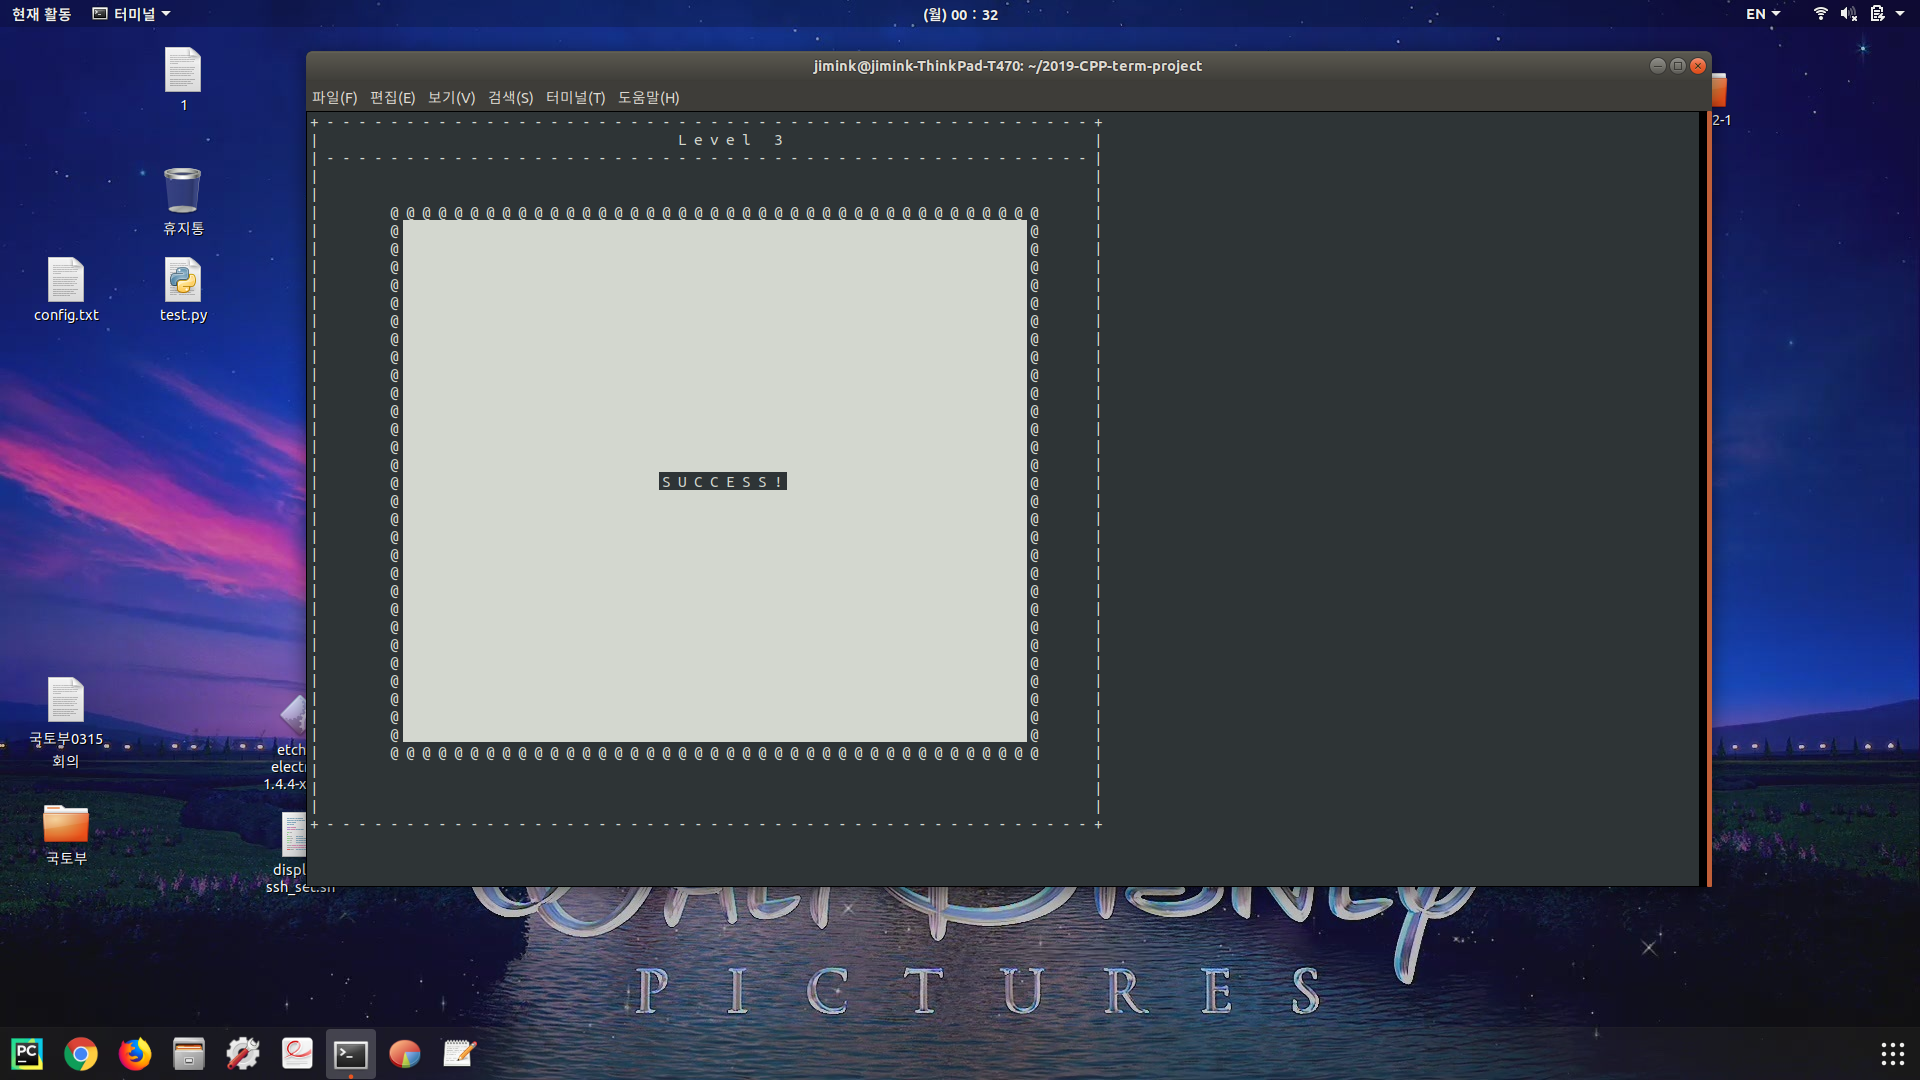 현재 활동 터미널 (월) 00 : 32 EN
jimink@jimink-ThinkPad-T470: ~/2019-CPP-term-project
파일(F) 편집(E) 보기(V) 검색(S) 터미널(T) 도움말(H)
1
2-1
Level 3
휴지통
config.txt
test.py
SUCCESS!
국토부0315
회의
etch
electr
1.4.4-x
국토부
displ
ssh_set.sh
WALT DISNEY
PICTURES
PC